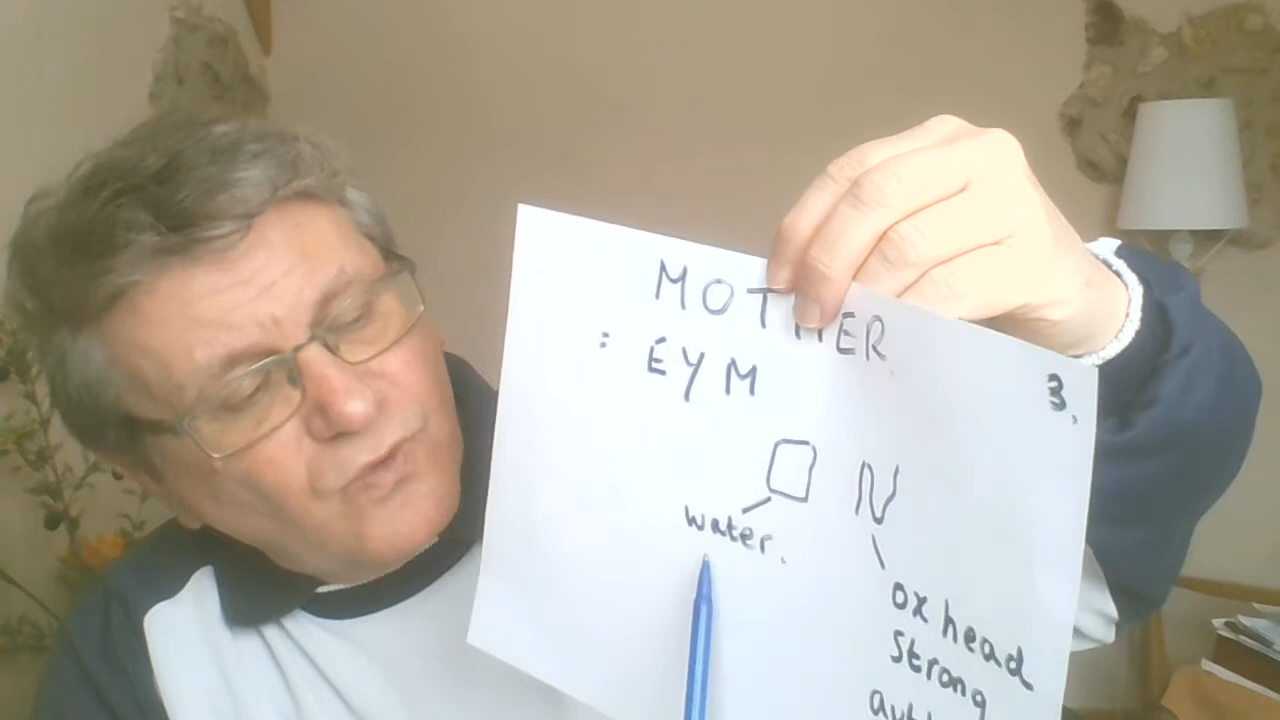 MOTHER
3.
: EYM
א ם
water.
ox head
strong